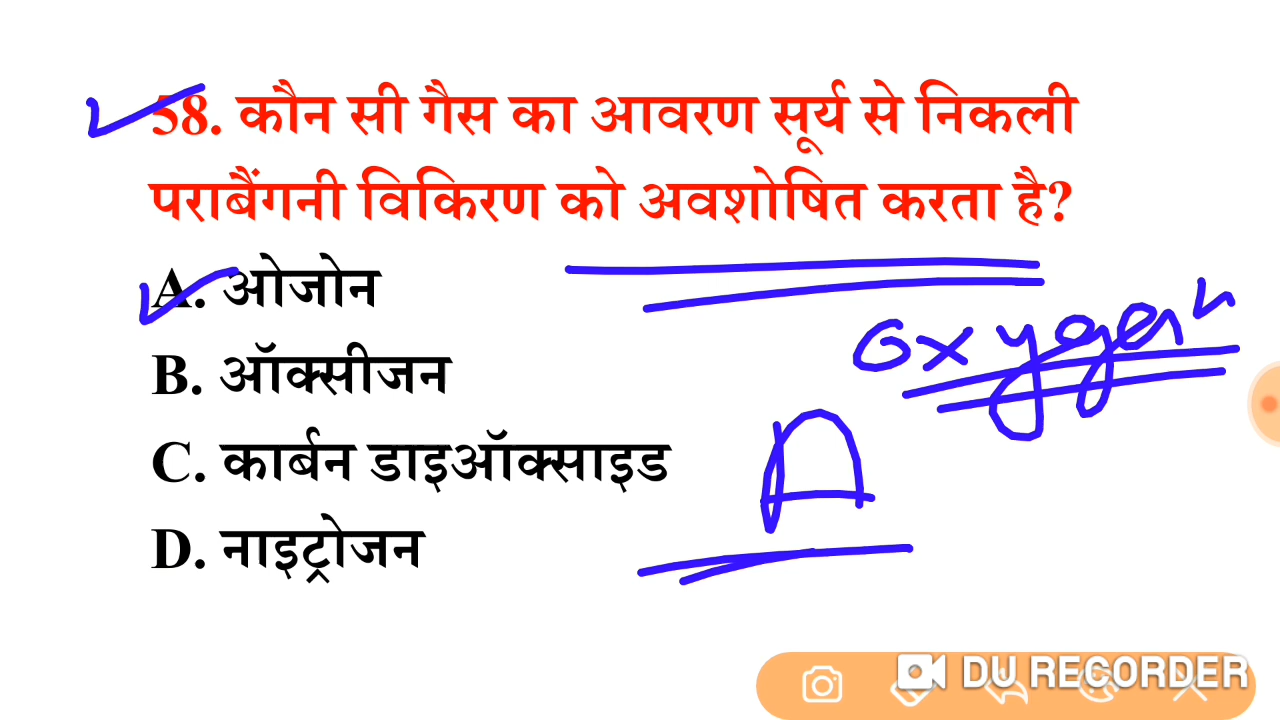 58. कौन सी गैस का आवरण सूर्य से निकली
पराबैंगनी विकिरण को अवशोषित करता है?
A. ओजोन
B. ऑक्सीजन
oxygen
C. कार्बन डाइऑक्साइड
A
D. नाइट्रोजन
DU RECORDER